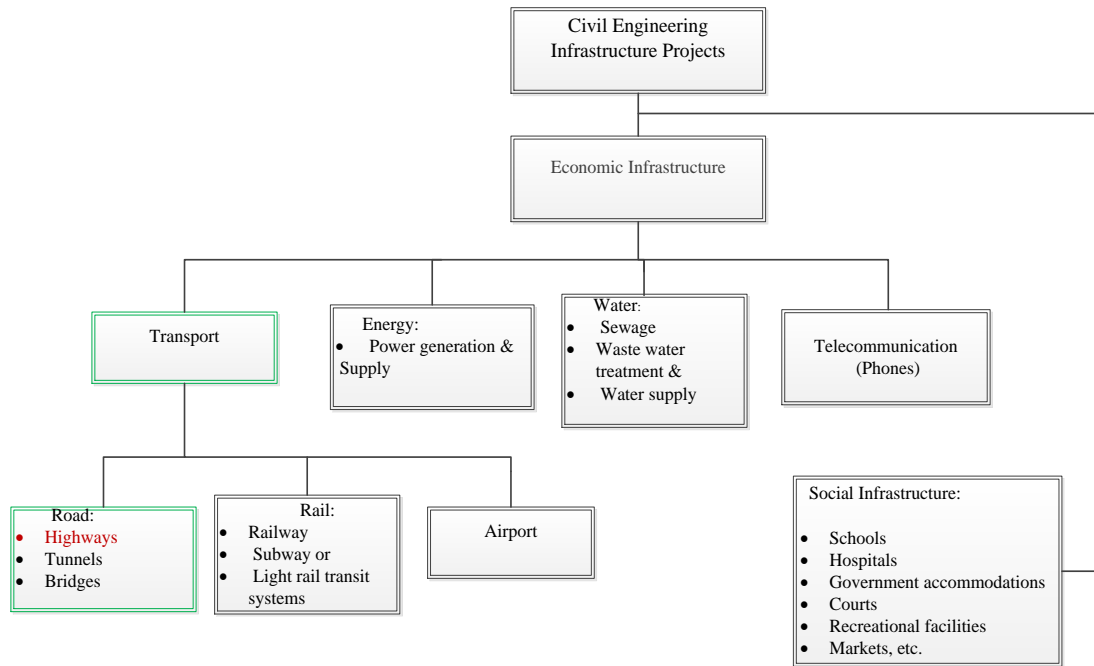 Civil Engineering
Infrastructure Projects
Economic Infrastructure
Transport
Energy:
• Power generation &
Supply
Water:
• Sewage
• Waste water
treatment &
• Water supply
Telecommunication
(Phones)
Road:
• Highways
• Tunnels
• Bridges
Rail:
• Railway
• Subway or
• Light rail transit
systems
Airport
Social Infrastructure:
• Schools
• Hospitals
• Government accommodations
• Courts
• Recreational facilities
• Markets, etc.